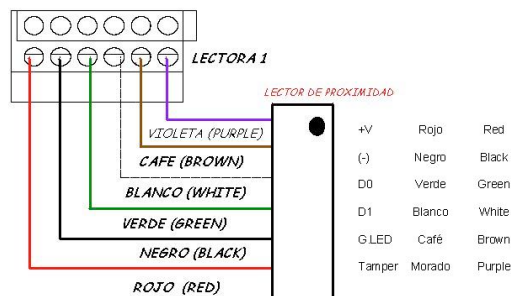 LECTORA 1
LECTOR DE PROXIMIDAD
VIOLETA (PURPLE)
CAFE (BROWN)
BLANCO (WHITE)
VERDE (GREEN)
NEGRO (BLACK)
ROJO (RED)
+V Rojo Red
(-) Negro Black
D0 Verde Green
D1 Blanco White
G.LED Café Brown
Tamper Morado Purple